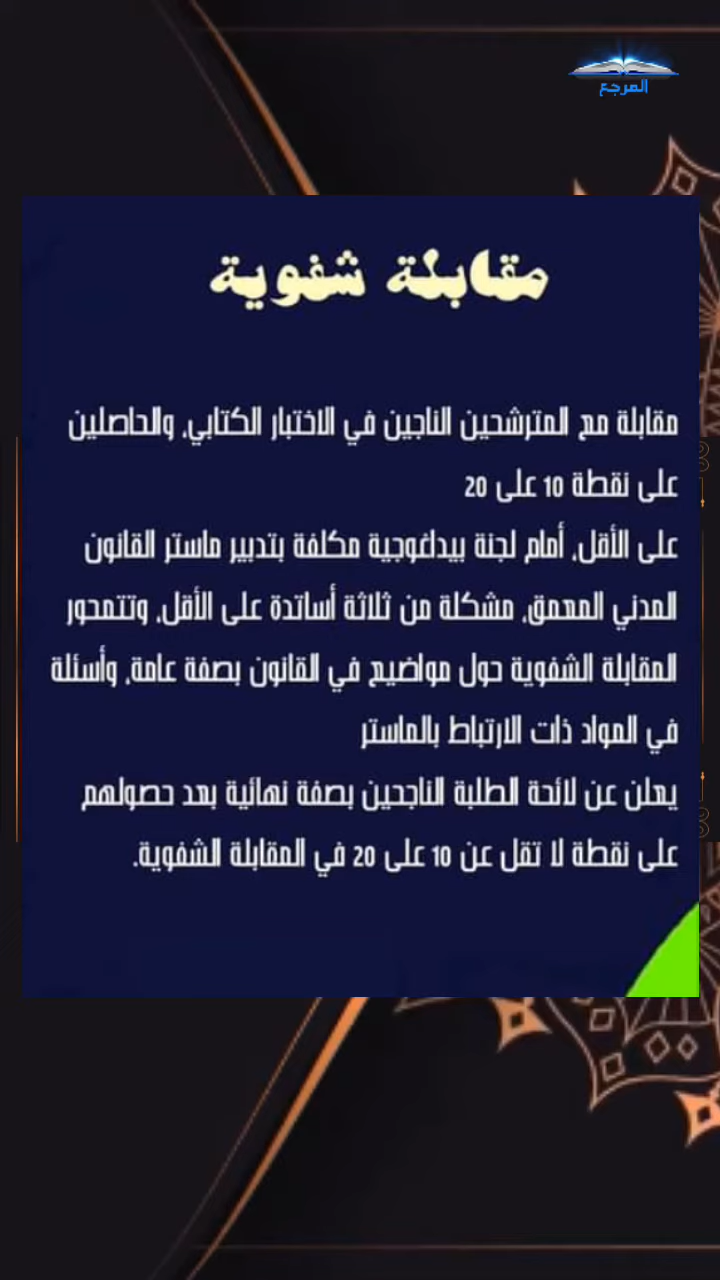 المرجع
مقابلة شفوية
مقابلة مع المترشحين الناجين في الاختبار الكتابي، والحاصلين
على نقطة 10 على 20
على الأقل، أمام لجنة بيداغوجية مكلفة بتدبير ماستر القانون
المدني المعمق، مشكلة من ثلاثة أساتدة على الأقل، وتتمحور
المقابلة الشفوية حول مواضيع في القانون بصفة عامة، وأسئلة
في المواد ذات الارتباط بالماستر
يعلن عن لائحة الطلبة الناجحين بصفة نهائية بعد حصولهم
على نقطة لا تقل عن 10 على 20 في المقابلة الشفوية.